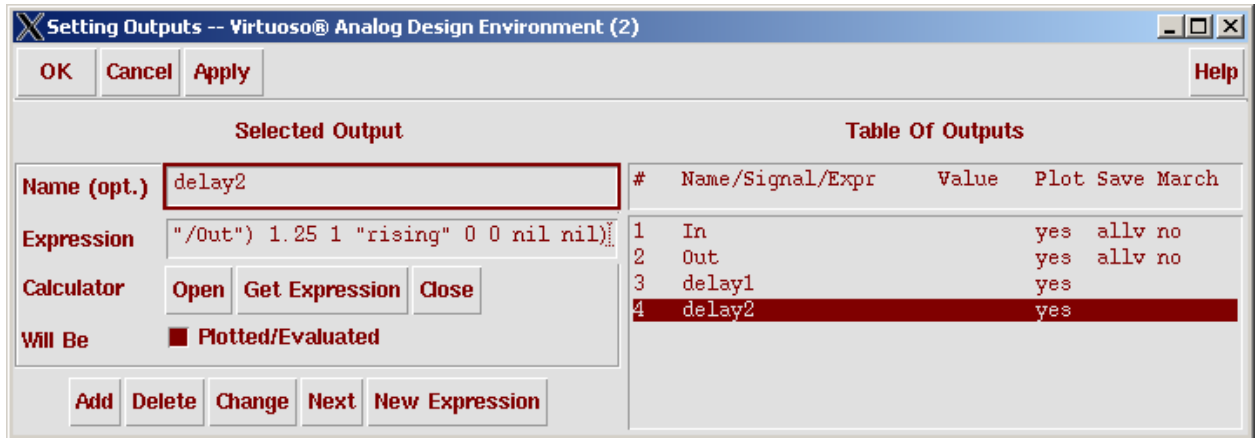 Setting Outputs -- Virtuoso® Analog Design Environment (2)
OK Cancel Apply Help
Selected Output
Name (opt.) delay2
Expression "/Out") 1.25 1 "rising" 0 0 nil nil)
Calculator Open Get Expression Close
Will Be Plotted/Evaluated
Add Delete Change Next New Expression
Table Of Outputs
# Name/Signal/Expr Value Plot Save March
1 In yes allv no
2 Out yes allv no
3 delay1 yes
4 delay2 yes